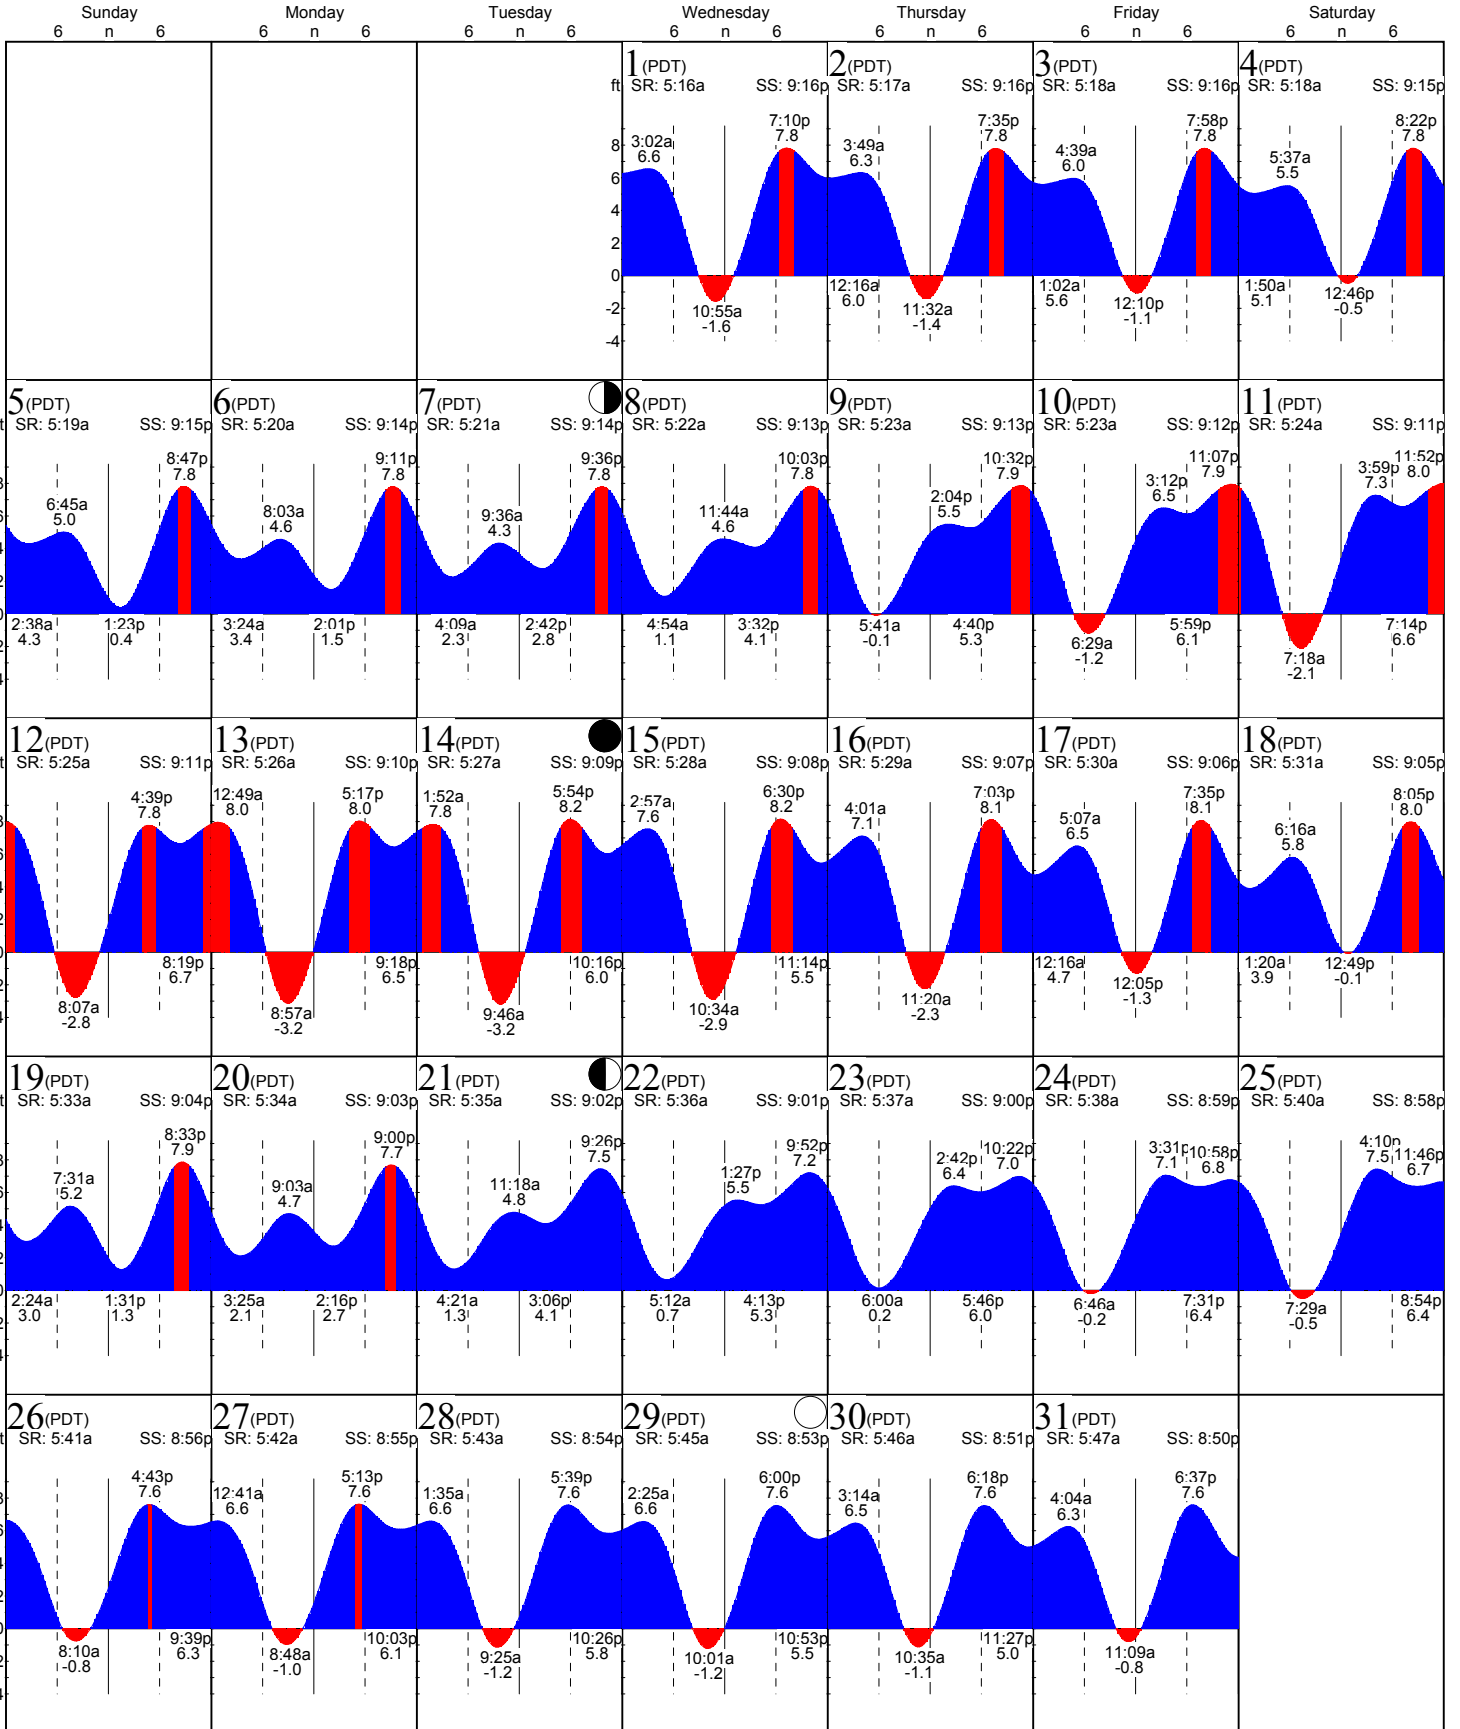 Sunday Monday Tuesday Wednesday Thursday Friday Saturday
6 n 6 6 n 6 6 n 6 6 n 6 6 n 6 6 n 6 6 n 6
1(PDT) 2(PDT) 3(PDT) 4(PDT)
ft SR: 5:16a SS: 9:16p SR: 5:17a SS: 9:16p SR: 5:18a SS: 9:16p SR: 5:18a SS: 9:15p
7:10p 7:35p 7:58p 8:22p
7.8 7.8 7.8 7.8
3:02a 3:49a 4:39a 5:37a
6.6 6.3 6.0 5.5
8
6
4
2
0
-2
-4
12:16a 1:02a 1:50a
6.0 5.6 5.1
10:55a 11:32a 12:10p 12:46p
-1.6 -1.4 -1.1 -0.5
5(PDT) 6(PDT) 7(PDT) 8(PDT) 9(PDT) 10(PDT) 11(PDT)
SR: 5:19a SS: 9:15p SR: 5:20a SS: 9:14p SR: 5:21a SS: 9:14p SR: 5:22a SS: 9:13p SR: 5:23a SS: 9:13p SR: 5:23a SS: 9:12p SR: 5:24a SS: 9:11p
8:47p 9:11p 9:36p 10:03p 10:32p 11:07p 11:52p
7.8 7.8 7.8 7.8 7.9 7.9 8.0
6:45a 8:03a 9:36a 11:44a 2:04p 3:12p 3:59p
5.0 4.6 4.3 4.6 5.5 6.5 7.3
2:38a 1:23p 3:24a 2:01p 4:09a 2:42p 4:54a 3:32p 5:41a 4:40p 6:29a 5:59p 7:18a 7:14p
4.3 0.4 3.4 1.5 2.3 2.8 1.1 4.1 -0.1 5.3 -1.2 6.1 -2.1 6.6
12(PDT) 13(PDT) 14(PDT) 15(PDT) 16(PDT) 17(PDT) 18(PDT)
SR: 5:25a SS: 9:11p SR: 5:26a SS: 9:10p SR: 5:27a SS: 9:09p SR: 5:28a SS: 9:08p SR: 5:29a SS: 9:07p SR: 5:30a SS: 9:06p SR: 5:31a SS: 9:05p
4:39p 12:49a 5:17p 1:52a 5:54p 2:57a 6:30p 4:01a 7:03p 5:07a 7:35p 6:16a 8:05p
7.8 8.0 8.0 7.8 8.2 7.6 8.2 7.1 8.1 6.5 8.1 5.8 8.0
8:07a 8:19p 8:57a 9:18p 9:46a 10:16p 10:34a 11:14p 11:20a 12:16a 12:05p 1:20a 12:49p
-2.8 6.7 -3.2 6.5 -3.2 6.0 -2.9 5.5 -2.3 4.7 -1.3 3.9 -0.1
19(PDT) 20(PDT) 21(PDT) 22(PDT) 23(PDT) 24(PDT) 25(PDT)
SR: 5:33a SS: 9:04p SR: 5:34a SS: 9:03p SR: 5:35a SS: 9:02p SR: 5:36a SS: 9:01p SR: 5:37a SS: 9:00p SR: 5:38a SS: 8:59p SR: 5:40a SS: 8:58p
7:31a 8:33p 9:03a 9:00p 11:18a 9:26p 1:27p 9:52p 2:42p 10:22p 3:31p 10:58p 4:10p 11:46p
5.2 7.9 4.7 7.7 4.8 7.5 5.5 7.2 6.4 7.0 7.1 6.8 7.5 6.7
2:24a 1:31p 3:25a 2:16p 4:21a 3:06p 5:12a 4:13p 6:00a 5:46p 6:46a 7:31p 7:29a 8:54p
3.0 1.3 2.1 2.7 1.3 4.1 0.7 5.3 0.2 6.0 -0.2 6.4 -0.5 6.4
26(PDT) 27(PDT) 28(PDT) 29(PDT) 30(PDT) 31(PDT)
SR: 5:41a SS: 8:56p SR: 5:42a SS: 8:55p SR: 5:43a SS: 8:54p SR: 5:45a SS: 8:53p SR: 5:46a SS: 8:51p SR: 5:47a SS: 8:50p
4:43p 12:41a 5:13p 1:35a 5:39p 2:25a 6:00p 3:14a 6:18p 4:04a 6:37p
7.6 6.6 7.6 6.6 7.6 6.6 7.6 6.5 7.6 6.3 7.6
8:10a 9:39p 8:48a 10:03p 9:25a 10:26p 10:01a 10:53p 10:35a 11:27p 11:09a
-0.8 6.3 -1.0 6.1 -1.2 5.8 -1.2 5.5 -1.1 5.0 -0.8